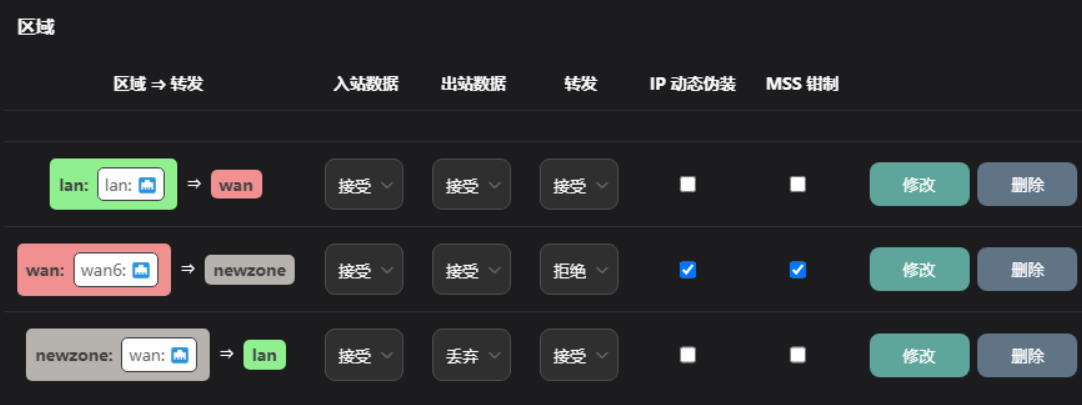 区域
区域 ⇒ 转发 入站数据 出站数据 转发 IP 动态伪装 MSS 钳制
lan: lan: ⇒ wan 接受 接受 接受 修改 删除
wan: wan6: ⇒ newzone 接受 接受 拒绝 修改 删除
newzone: wan: ⇒ lan 接受 丢弃 接受 修改 删除